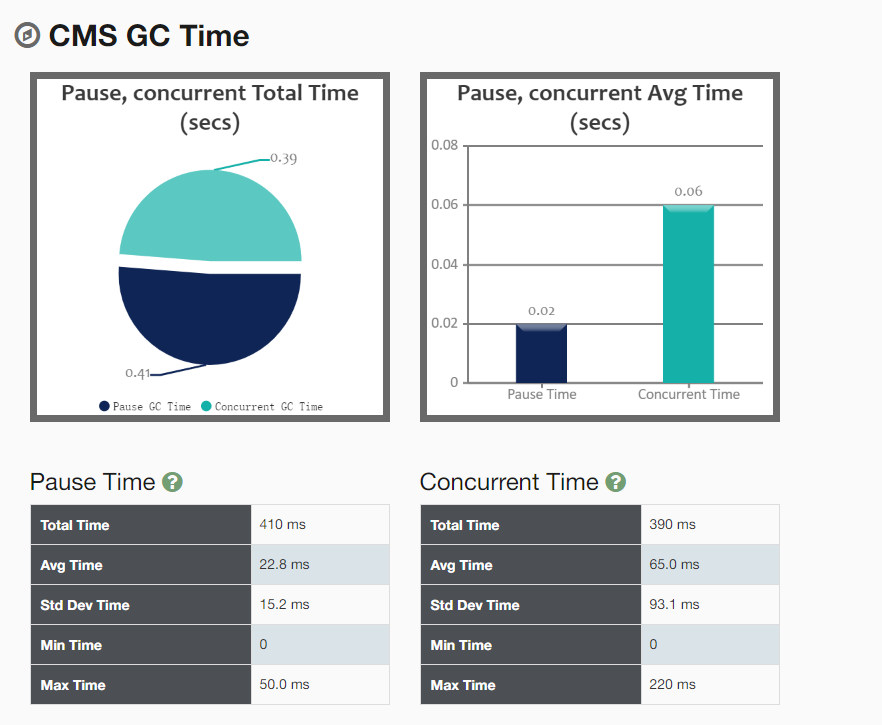 CMS GC Time
Pause, concurrent Total Time
(secs)
0.39
0.41
Pause GC Time
Concurrent GC Time
Pause, concurrent Avg Time
(secs)
0.08
0.06
0.04
0.02
0
0.02
0.06
Pause Time
Concurrent Time
Pause Time ?
Total Time 410 ms
Avg Time 22.8 ms
Std Dev Time 15.2 ms
Min Time 0
Max Time 50.0 ms
Concurrent Time ?
Total Time 390 ms
Avg Time 65.0 ms
Std Dev Time 93.1 ms
Min Time 0
Max Time 220 ms